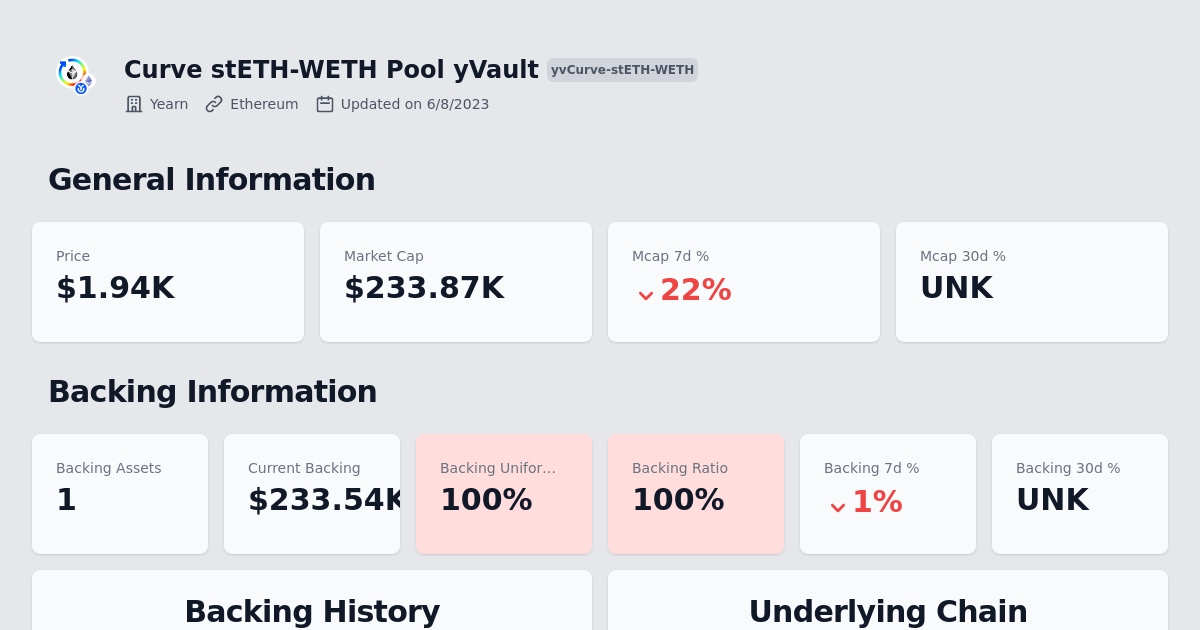 Curve stETH-WETH Pool yVault yvCurve-stETH-WETH
Yearn Ethereum Updated on 6/8/2023
General Information
Price Market Cap Mcap 7d % Mcap 30d %
$1.94K $233.87K 22% UNK
Backing Information
Backing Assets Current Backing Backing Unifor... Backing Ratio Backing 7d % Backing 30d %
1 $233.54K 100% 100% 1% UNK
Backing History Underlying Chain